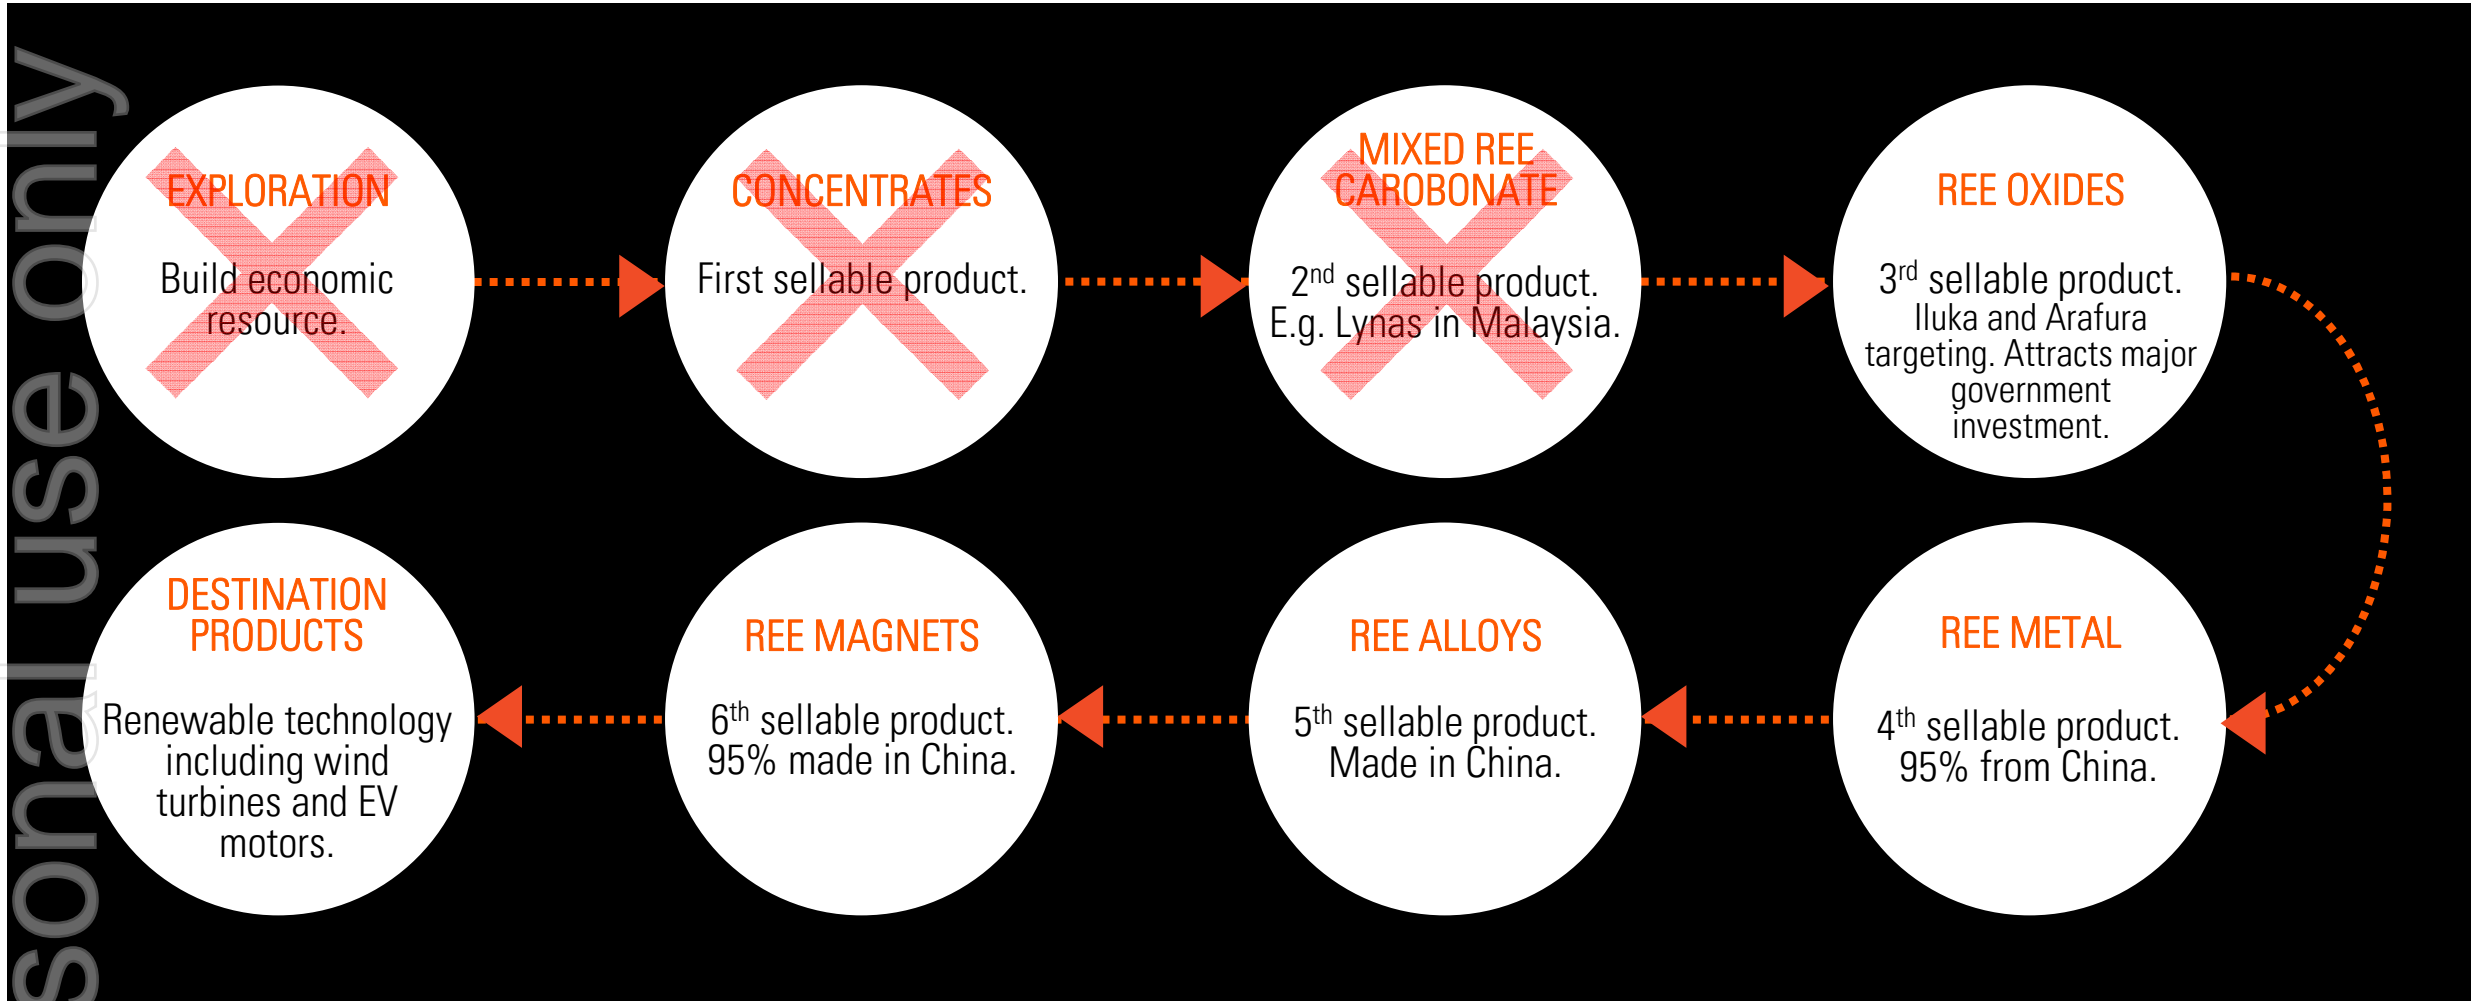 EXPLORATION
Build economic
resource.
CONCENTRATES
First sellable product.
MIXED REE
CAROBONATE
2nd sellable product.
E.g. Lynas in Malaysia.
REE OXIDES
3rd sellable product.
Iluka and Arafura
targeting. Attracts major
government
investment.
REE METAL
4th sellable product.
95% from China.
REE ALLOYS
5th sellable product.
Made in China.
REE MAGNETS
6th sellable product.
95% made in China.
DESTINATION
PRODUCTS
Renewable technology
including wind
turbines and EV
motors.
sonal use only